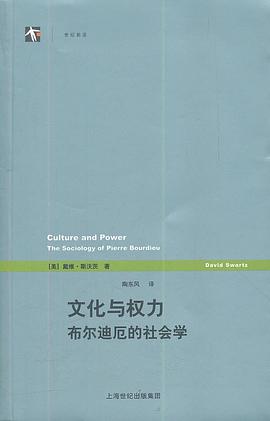 世纪前沿
Culture and Power
The Sociology of Pierre Bourdieu
[美] 戴维·斯沃茨 著
David Swartz
陶东风 译
文化与权力
布尔迪厄的社会学
上海世纪出版集团